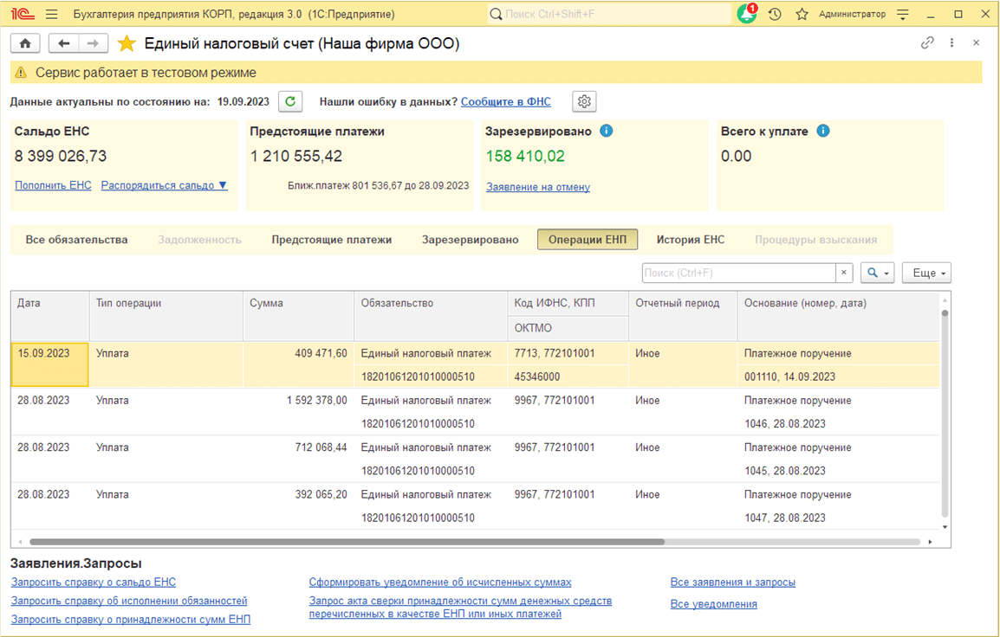 1С Бухгалтерия предприятия КОРП, редакция 3.0 (1С:Предприятие) Поиск Ctrl+Shift+F 1 Администратор
Единый налоговый счет (Наша фирма ООО)
Сервис работает в тестовом режиме
Данные актуальны по состоянию на: 19.09.2023 Нашли ошибку в данных? Сообщите в ФНС
Сальдо ЕНС Предстоящие платежи Зарезервировано Всего к уплате
8 399 026,73 1 210 555,42 158 410,02 0.00
Пополнить ЕНС Распорядиться сальдо ▼ Ближ.платеж 801 536,67 до 28.09.2023 Заявление на отмену
Все обязательства Задолженность Предстоящие платежи Зарезервировано Операции ЕНП История ЕНС Процедуры взыскания
Поиск (Ctrl+F) × Еще
Дата Тип операции Сумма Обязательство Код ИФНС, КПП Отчетный период Основание (номер, дата)
ОКТМО
15.09.2023 Уплата 409 471,60 Единый налоговый платеж 7713, 772101001 Иное Платежное поручение
18201061201010000510 45346000 001110, 14.09.2023
28.08.2023 Уплата 1 592 378,00 Единый налоговый платеж 9967, 772101001 Иное Платежное поручение
18201061201010000510 1046, 28.08.2023
28.08.2023 Уплата 712 068,44 Единый налоговый платеж 9967, 772101001 Иное Платежное поручение
18201061201010000510 1045, 28.08.2023
28.08.2023 Уплата 392 065,20 Единый налоговый платеж 9967, 772101001 Иное Платежное поручение
18201061201010000510 1047, 28.08.2023
Заявления.Запросы
Запросить справку о сальдо ЕНС Сформировать уведомление об исчисленных суммах Все заявления и запросы
Запросить справку об исполнении обязанностей Запрос акта сверки принадлежности сумм денежных средств Все уведомления
Запросить справку о принадлежности сумм ЕНП перечисленных в качестве ЕНП или иных платежей